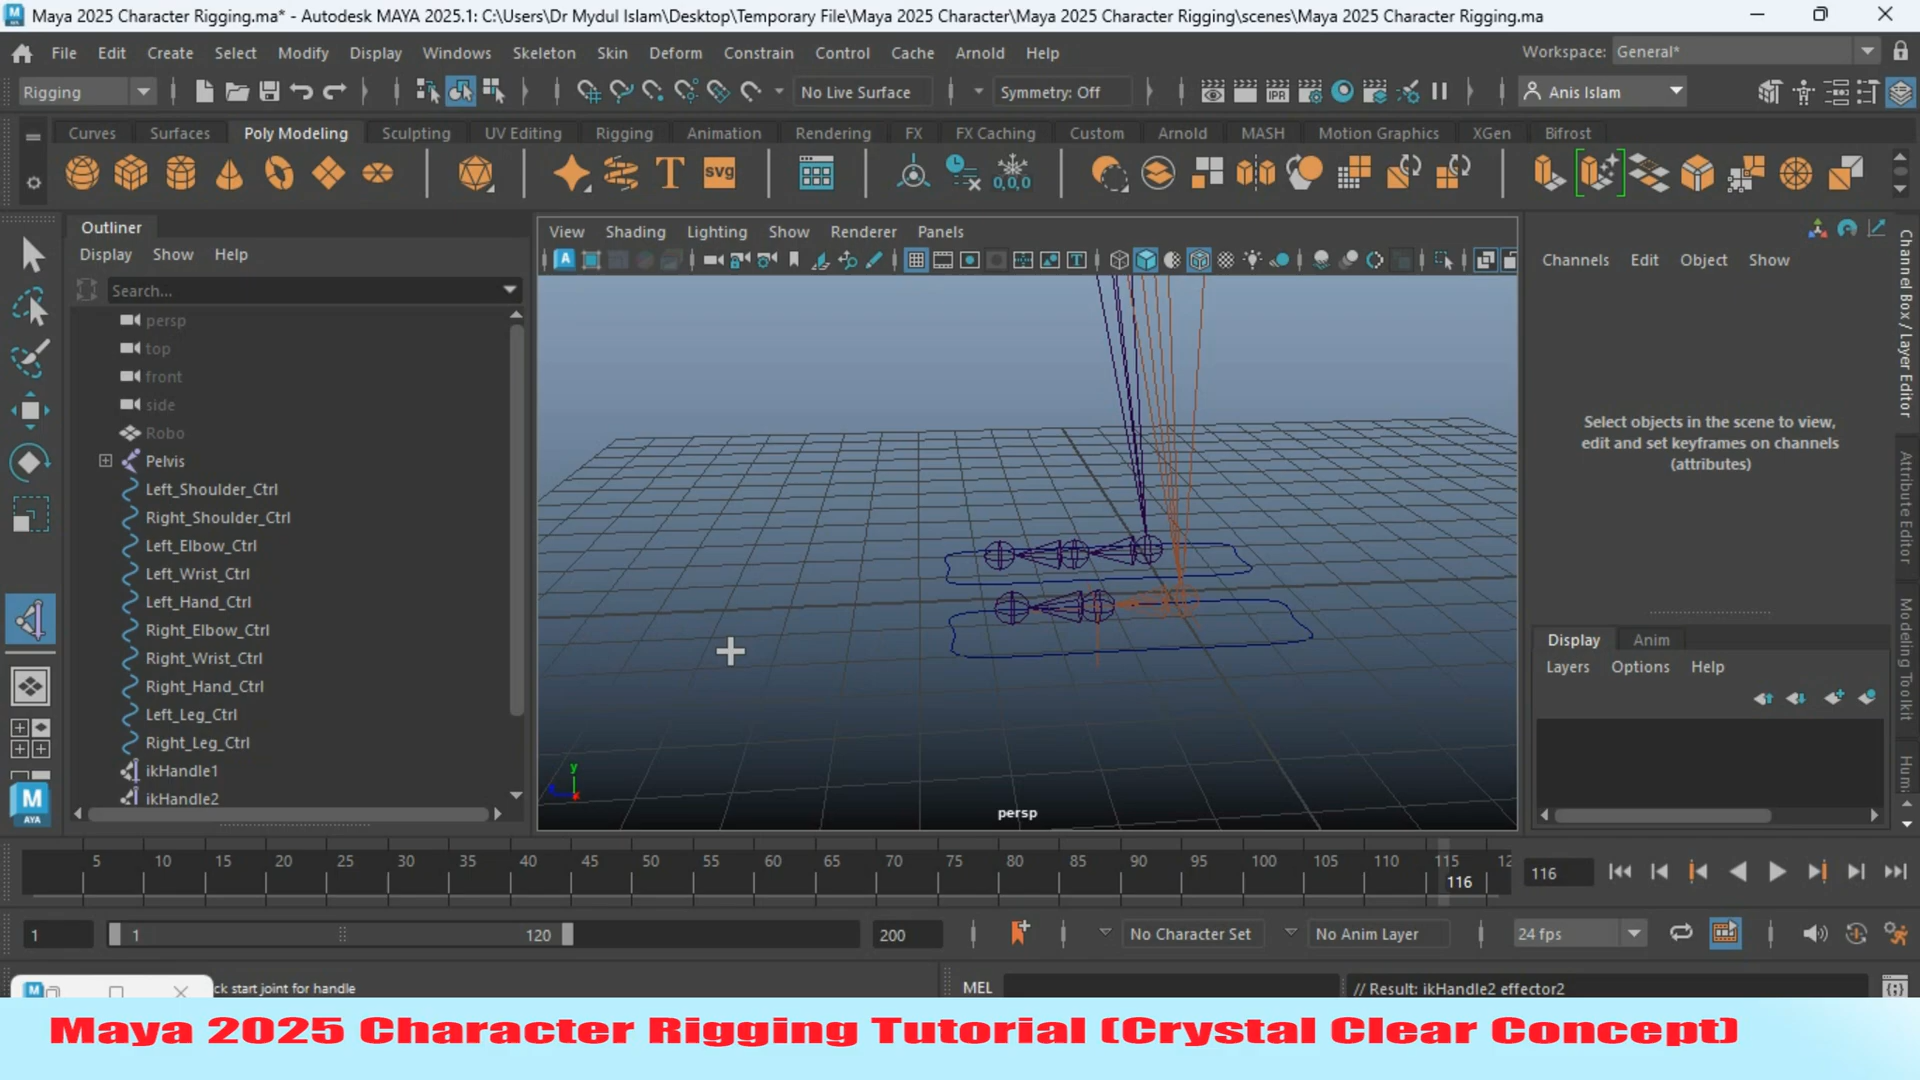 Maya 2025 Character Rigging.ma* - Autodesk MAYA 2025.1: C:\Users\Dr Mydul Islam\Desktop\Temporary File\Maya 2025 Character\Maya 2025 Character Rigging\scenes\Maya 2025 Character Rigging.ma
File Edit Create Select Modify Display Windows Skeleton Skin Deform Constrain Control Cache Arnold Help
Workspace: General*
Rigging
No Live Surface
Symmetry: Off
IPR
Anis Islam
Curves Surfaces Poly Modeling Sculpting UV Editing Rigging Animation Rendering FX FX Caching Custom Arnold MASH Motion Graphics XGen Bifrost
T
SVG
0,0,0
Outliner
Display Show Help
Search...
persp
top
front
side
Robo
Pelvis
Left_Shoulder_Ctrl
Right_Shoulder_Ctrl
Left_Elbow_Ctrl
Left_Wrist_Ctrl
Left_Hand_Ctrl
Right_Elbow_Ctrl
Right_Wrist_Ctrl
Right_Hand_Ctrl
Left_Leg_Ctrl
Right_Leg_Ctrl
ikHandle1
ikHandle2
M
AYA
View Shading Lighting Show Renderer Panels
y
persp
Channels Edit Object Show
Select objects in the scene to view,
edit and set keyframes on channels
(attributes)
Display Anim
Layers Options Help
Channel Box / Layer Editor
Attribute Editor
Modeling Toolkit
5 10 15 20 25 30 35 40 45 50 55 60 65 70 75 80 85 90 95 100 105 110 115 12
116
116
1
1
120
200
No Character Set
No Anim Layer
24 fps
ck start joint for handle
MEL
// Result: ikHandle2 effector2
Maya 2025 Character Rigging Tutorial (Crystal Clear Concept)